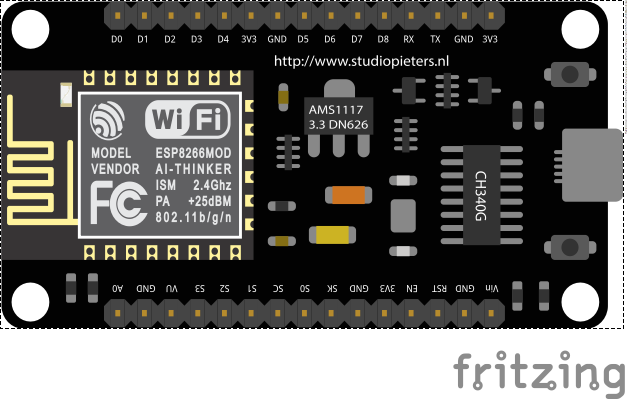 D0 D1 D2 D3 D4 3V3 GND D5 D6 D7 D8 RX TX GND 3V3
http://www.studiopieters.nl
AMS1117
3.3 DN626
WiFi
MODEL ESP8266MOD
VENDOR AI-THINKER
ISM 2.4Ghz
PA +25dBM
802.11b/g/n
FC
CH340G
A0 GND VU S3 S2 S1 SC S0 SK GND 3V3 EN RST GND Vin
fritzing